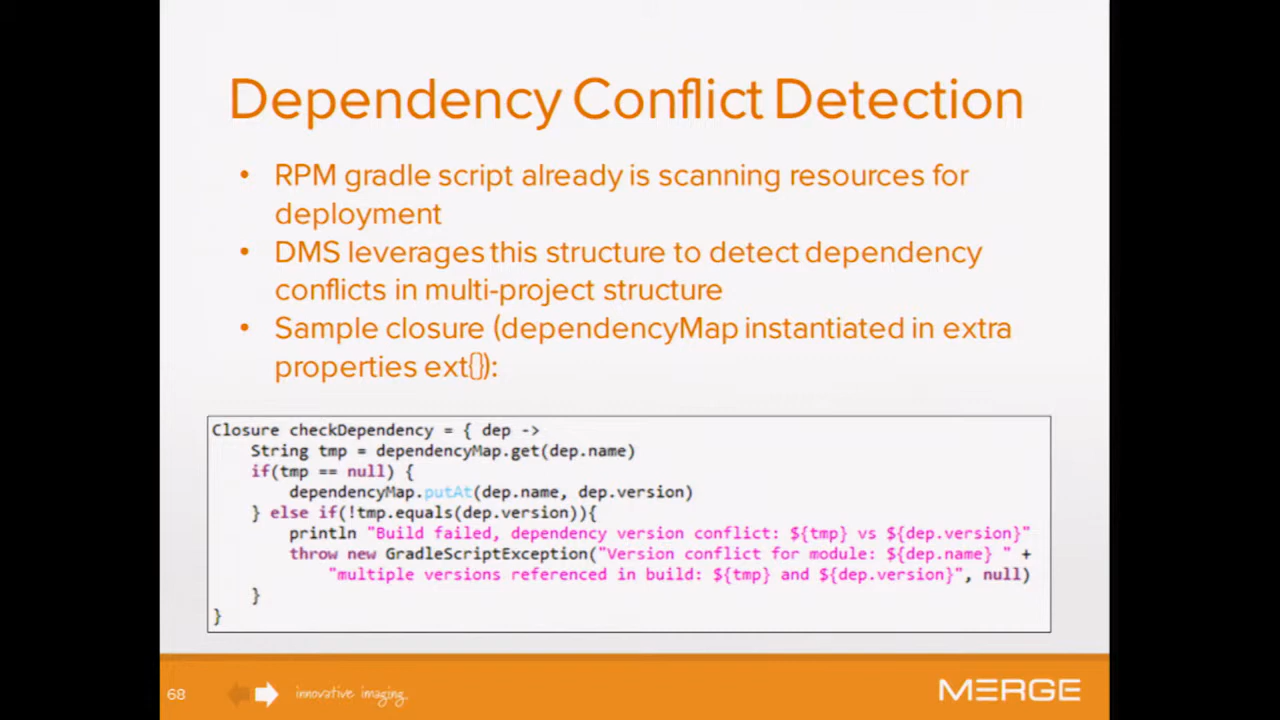 Dependency Conflict Detection
• RPM gradle script already is scanning resources for
deployment
• DMS leverages this structure to detect dependency
conflicts in multi-project structure
• Sample closure (dependencyMap instantiated in extra
properties ext{}):
Closure checkDependency = { dep ->
    String tmp = dependencyMap.get(dep.name)
    if(tmp == null) {
        dependencyMap.putAt(dep.name, dep.version)
    } else if(!tmp.equals(dep.version)){
        println "Build failed, dependency version conflict: ${tmp} vs ${dep.version}"
        throw new GradleScriptException("Version conflict for module: ${dep.name} " +
            "multiple versions referenced in build: ${tmp} and ${dep.version}", null)
    }
}
68
innovative imaging.
MERGE